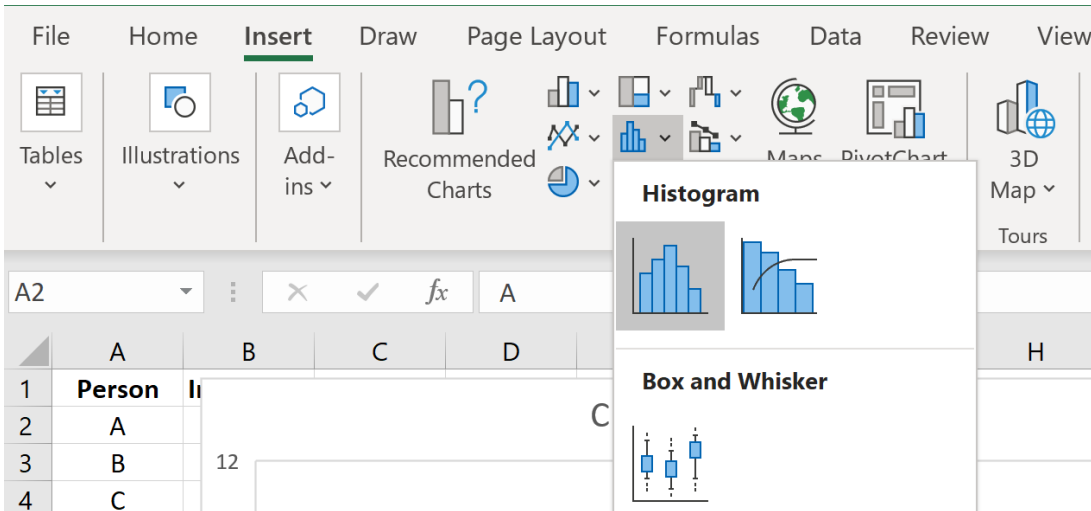 File Home Insert Draw Page Layout Formulas Data Review View
Tables
Illustrations
Add-
ins
Recommended
Charts
?
Maps PivotChart
3D
Map
Tours
Histogram
A2 fx A
A B C D H
1 Person
2 A
3 B
4 C
C
12
Box and Whisker